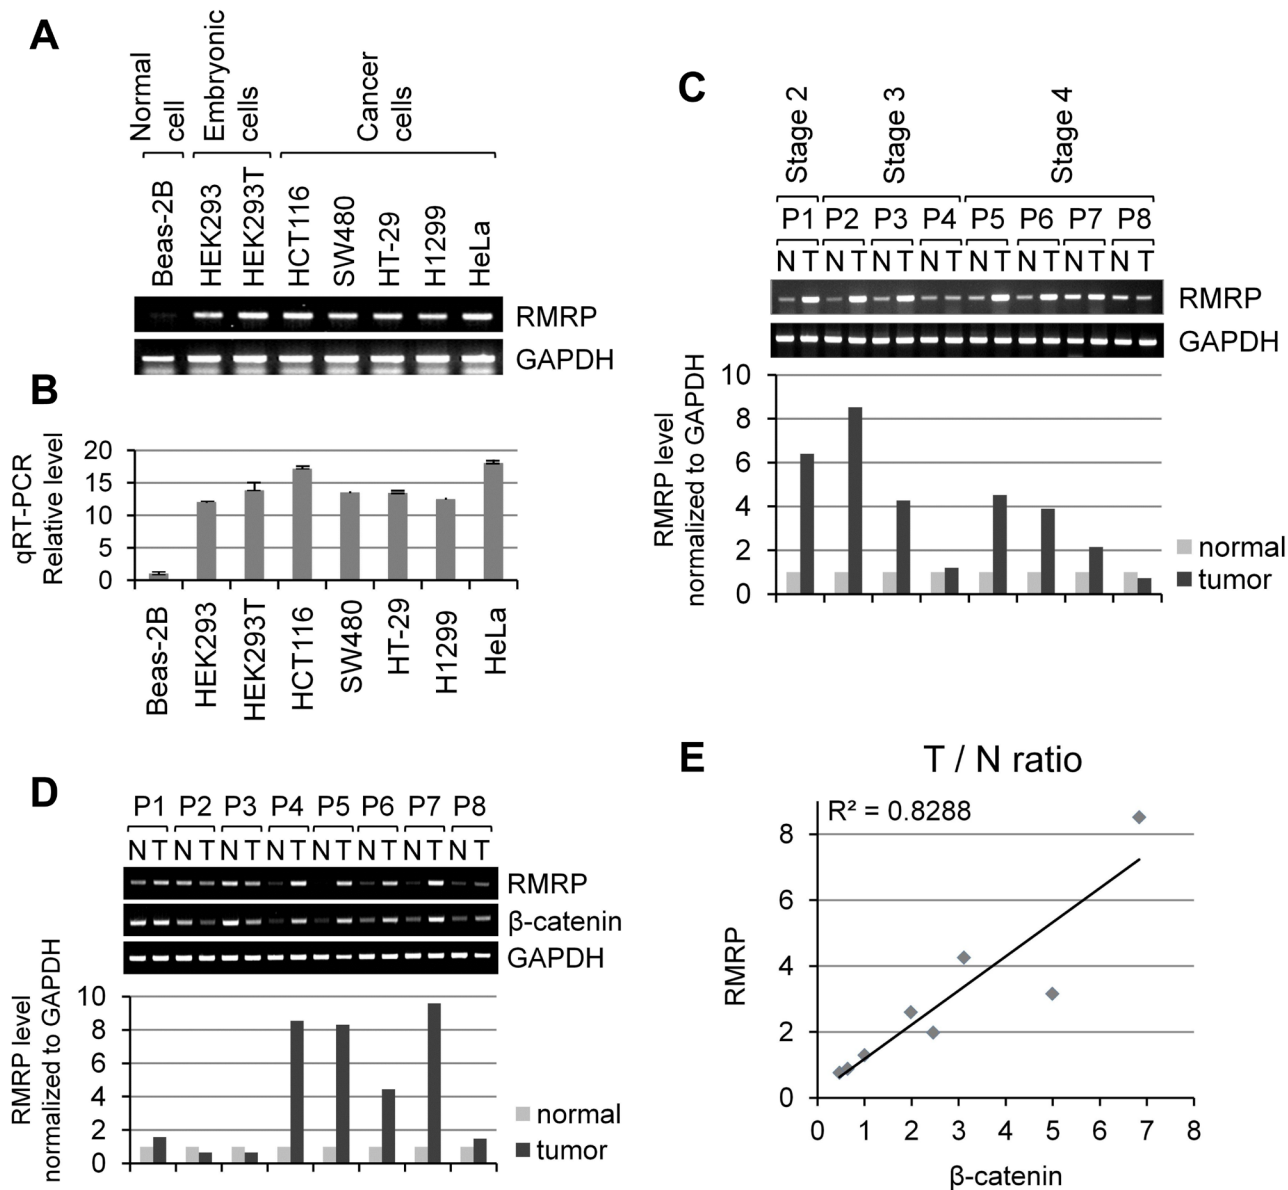 A
Normal
cell
Embryonic
cells
Cancer
cells
Beas-2B
HEK293
HEK293T
HCT116
SW480
HT-29
H1299
HeLa
RMRP
GAPDH
B
qRT-PCR
Relative level
20
15
10
5
0
Beas-2B
HEK293
HEK293T
HCT116
SW480
HT-29
H1299
HeLa
C
Stage 2
Stage 3
Stage 4
P1 P2 P3 P4 P5 P6 P7 P8
N T N T N T N T N T N T N T N T
RMRP
GAPDH
RMRP level
normalized to GAPDH
10
8
6
4
2
0
normal
tumor
D
P1 P2 P3 P4 P5 P6 P7 P8
N T N T N T N T N T N T N T N T
RMRP
β-catenin
GAPDH
RMRP level
normalized to GAPDH
10
8
6
4
2
0
normal
tumor
E
T / N ratio
R² = 0.8288
RMRP
8
6
4
2
0
0 1 2 3 4 5 6 7 8
β-catenin